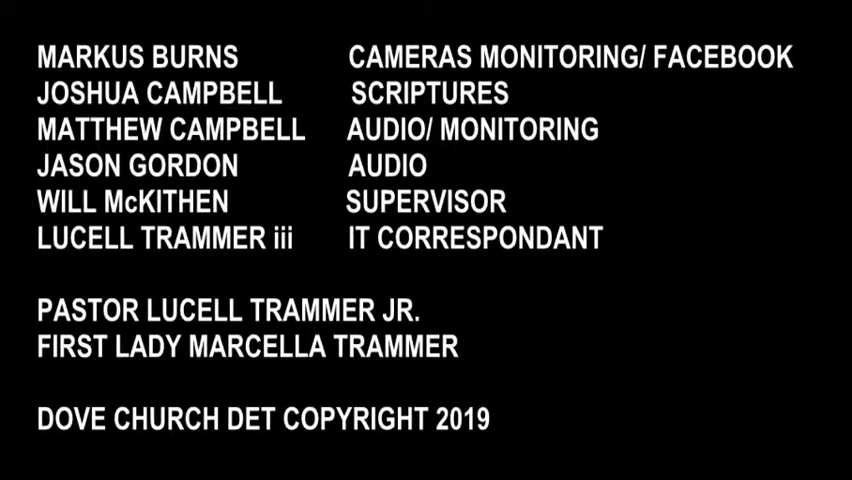 MARKUS BURNS CAMERAS MONITORING/ FACEBOOK
JOSHUA CAMPBELL SCRIPTURES
MATTHEW CAMPBELL AUDIO/ MONITORING
JASON GORDON AUDIO
WILL McKITHEN SUPERVISOR
LUCELL TRAMMER iii IT CORRESPONDANT
PASTOR LUCELL TRAMMER JR.
FIRST LADY MARCELLA TRAMMER
DOVE CHURCH DET COPYRIGHT 2019